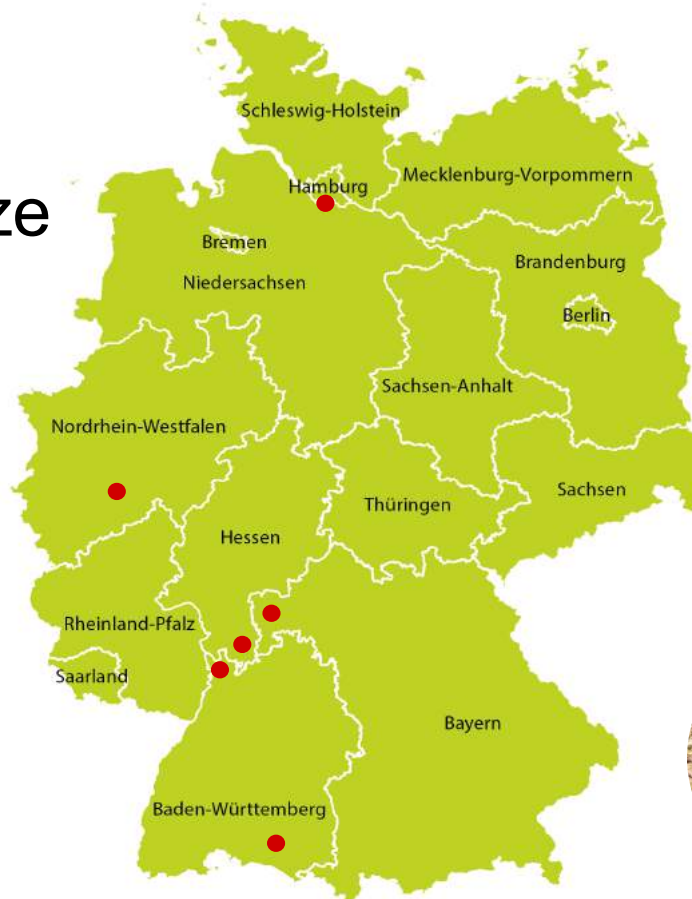 Schleswig-Holstein
Mecklenburg-Vorpommern
Hamburg
ze
Bremen
Brandenburg
Niedersachsen
Berlin
Sachsen-Anhalt
Nordrhein-Westfalen
Sachsen
Thüringen
Hessen
Rheinland-Pfalz
Saarland
Bayern
Baden-Württemberg